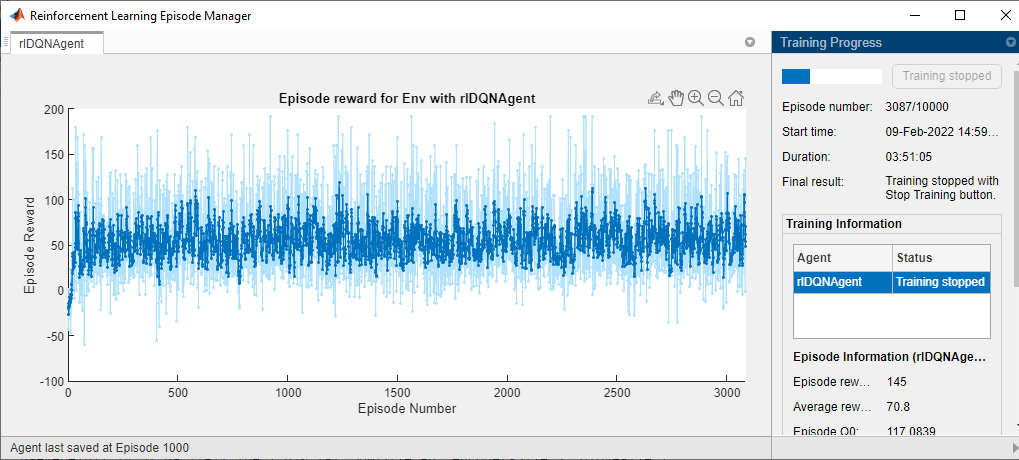 Reinforcement Learning Episode Manager
rlDQNAgent
Episode reward for Env with rlDQNAgent
200
150
100
50
0
-50
-100
Episode Reward
0
500
1000
1500
2000
2500
3000
Episode Number
Training Progress
Training stopped
Episode number: 3087/10000
Start time: 09-Feb-2022 14:59...
Duration: 03:51:05
Final result: Training stopped with
Stop Training button.
Training Information
Agent Status
rlDQNAgent Training stopped
Episode Information (rlDQNAge...
Episode rew... 145
Average rew... 70.8
Episode Q0: 117.0839
Agent last saved at Episode 1000